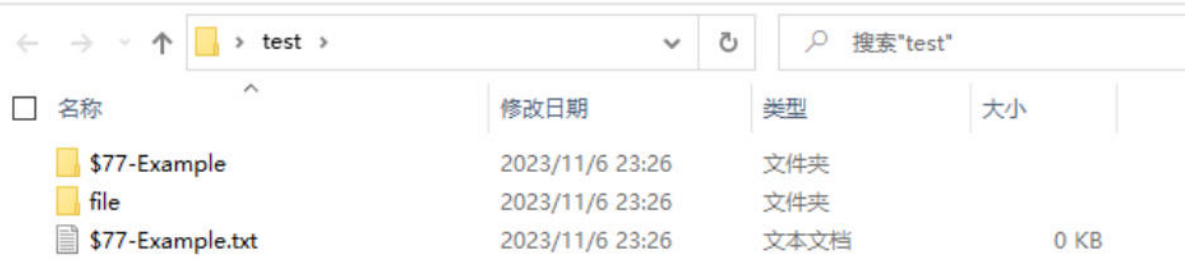 test
搜索"test"
名称 修改日期 类型 大小
$77-Example 2023/11/6 23:26 文件夹
file 2023/11/6 23:26 文件夹
$77-Example.txt 2023/11/6 23:26 文本文档 0 KB